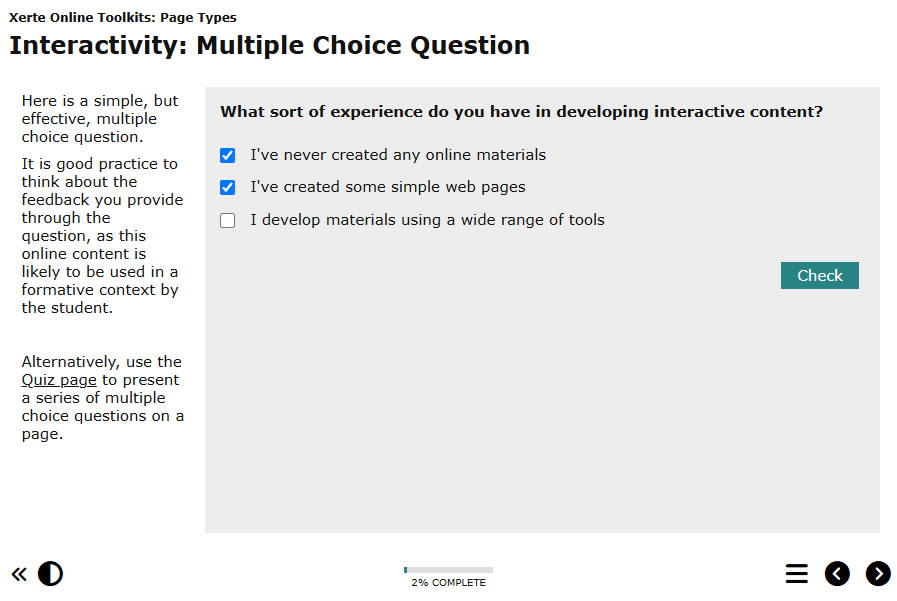 Xerte Online Toolkits: Page Types
Interactivity: Multiple Choice Question
Here is a simple, but
effective, multiple
choice question.
It is good practice to
think about the
feedback you provide
through the
question, as this
online content is
likely to be used in a
formative context by
the student.
Alternatively, use the
Quiz page to present
a series of multiple
choice questions on a
page.
What sort of experience do you have in developing interactive content?
I've never created any online materials
I've created some simple web pages
I develop materials using a wide range of tools
Check
2% COMPLETE